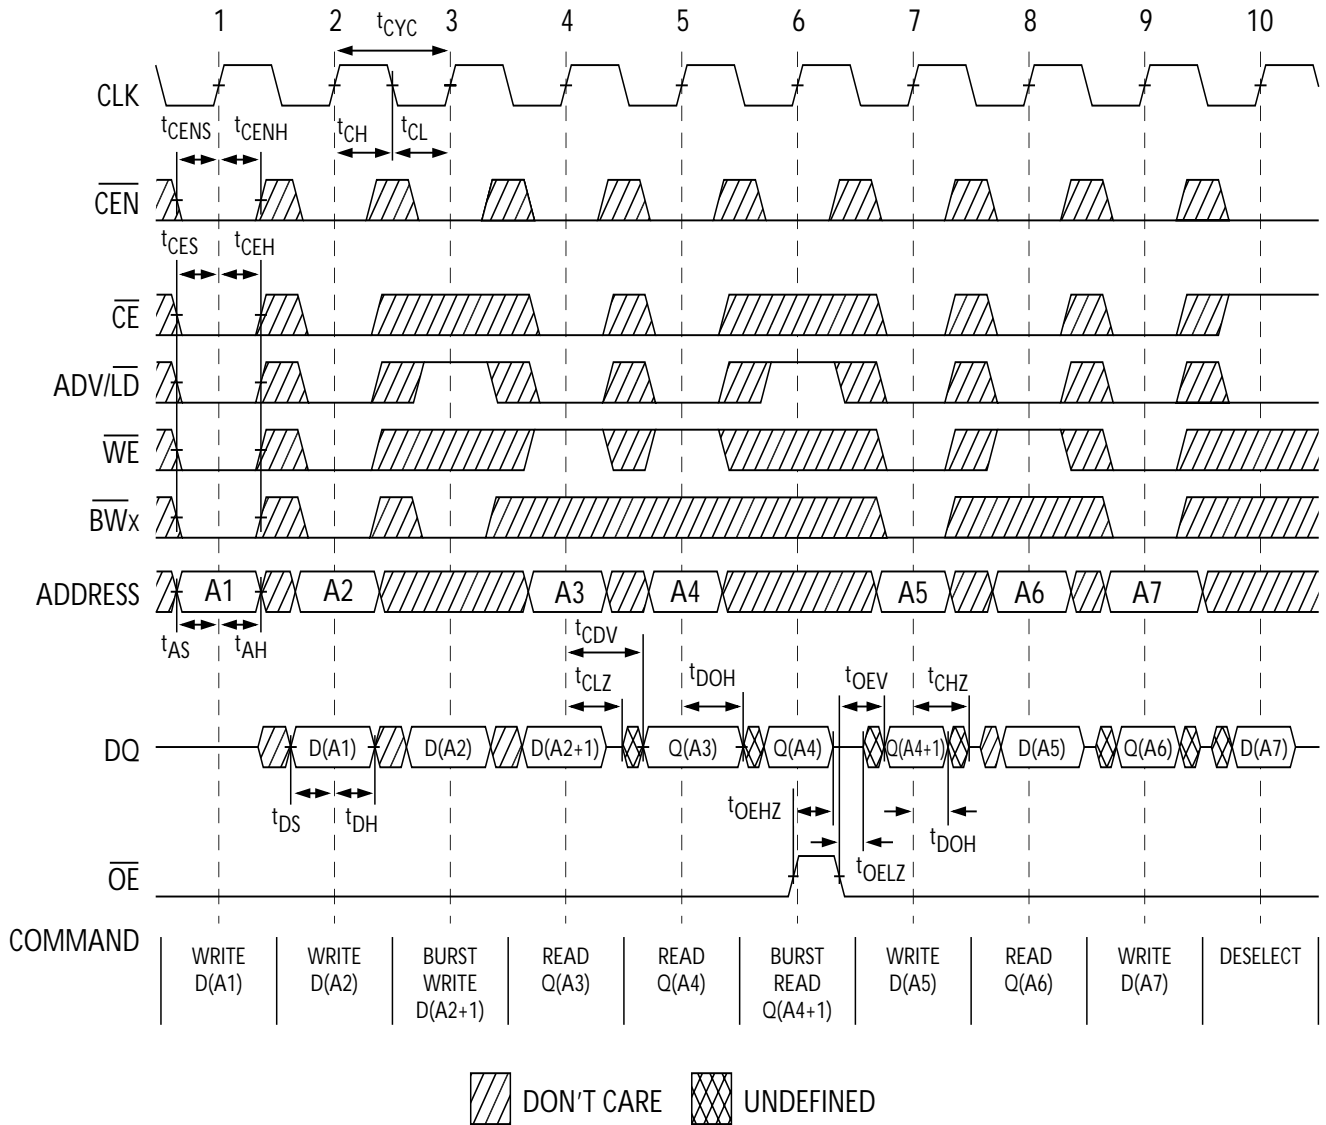 1 2 3 4 5 6 7 8 9 10
tCYC
CLK
tCENS tCENH tCH tCL
CEN
tCES tCEH
CE
ADV/LD
WE
BWx
ADDRESS A1 A2 A3 A4 A5 A6 A7
tAS tAH tCDV
tCLZ tDOH tOEV tCHZ
DQ D(A1) D(A2) D(A2+1) Q(A3) Q(A4) Q(A4+1) D(A5) Q(A6) D(A7)
tDS tDH tOEHZ tDOH
tOELZ
OE
COMMAND
WRITE WRITE BURST READ READ BURST WRITE READ WRITE DESELECT
D(A1) D(A2) WRITE Q(A3) Q(A4) READ D(A5) Q(A6) D(A7)
D(A2+1) Q(A4+1)
DON'T CARE UNDEFINED